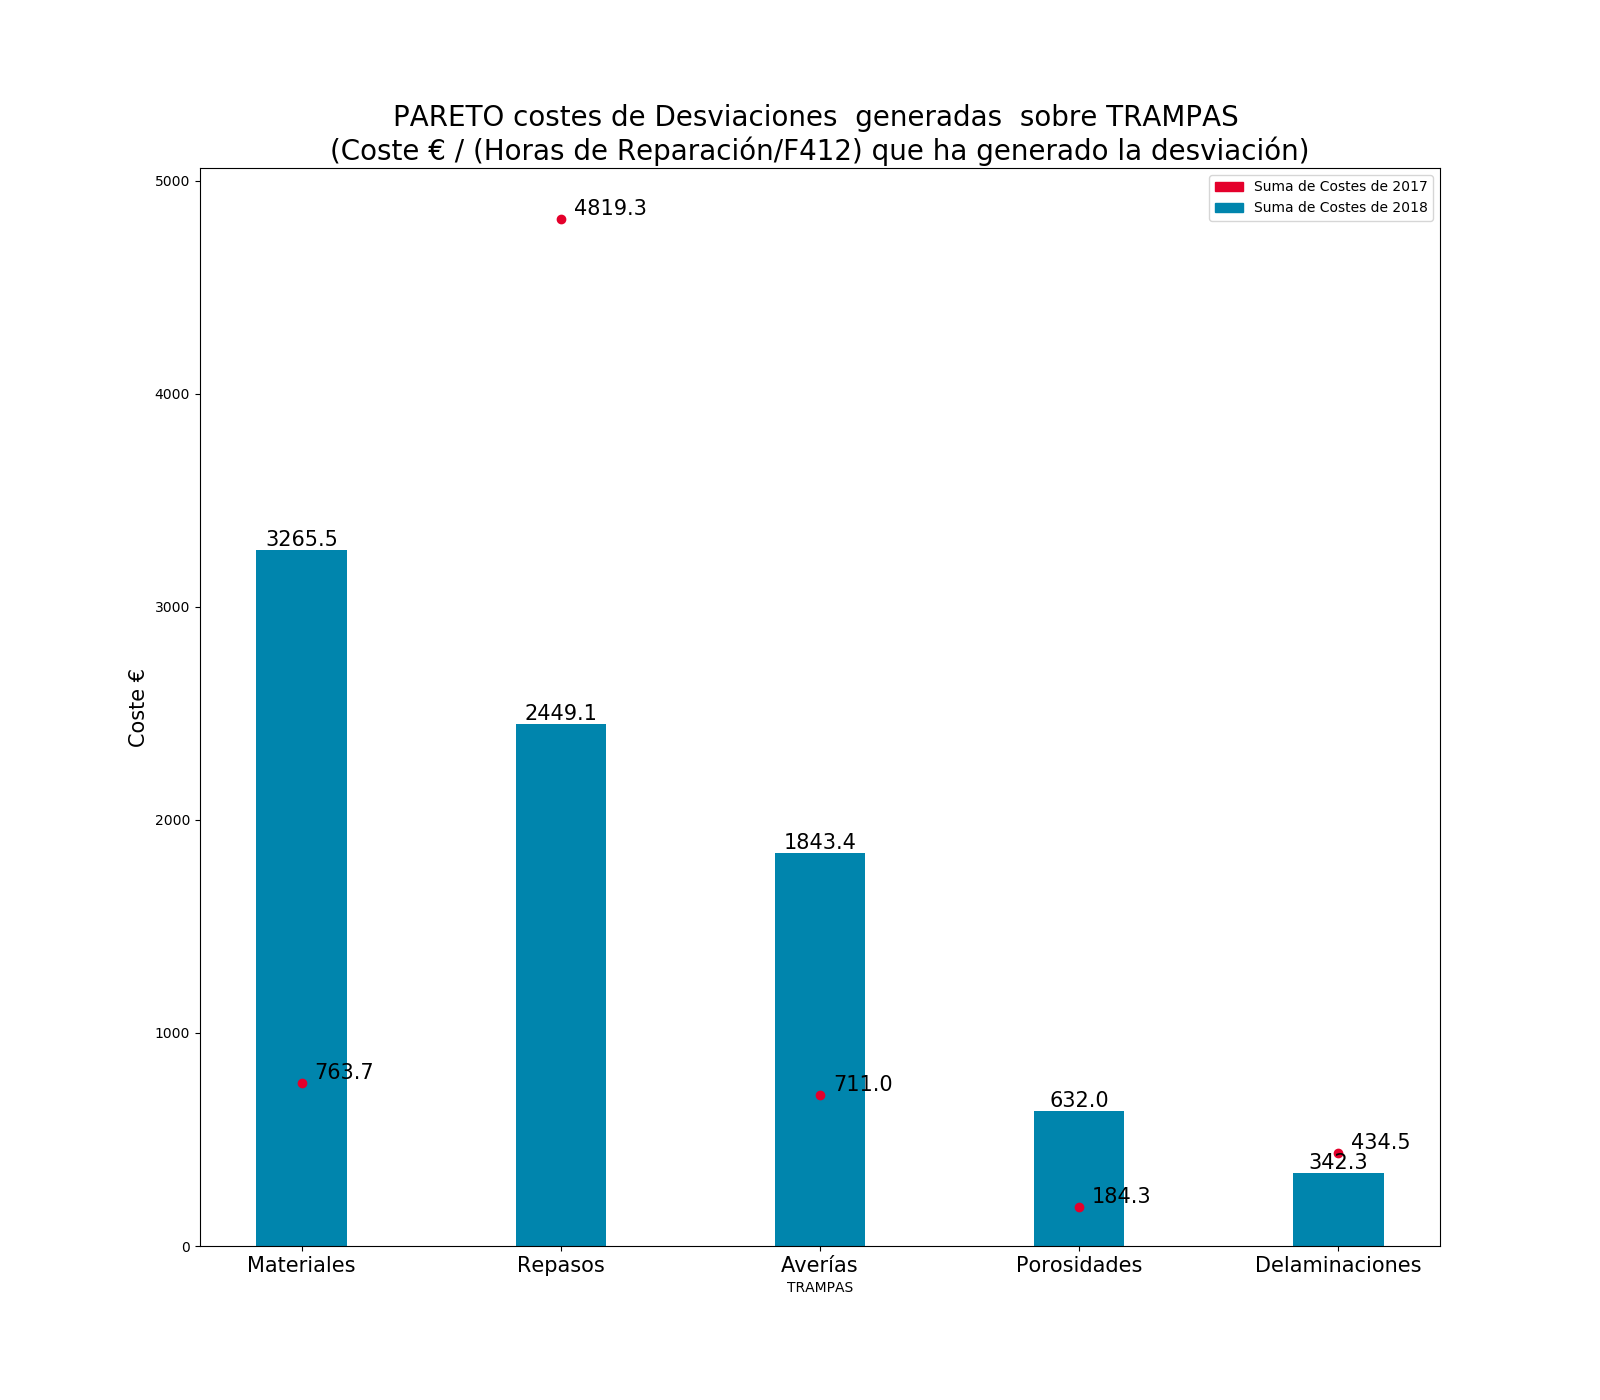 PARETO costes de Desviaciones  generadas  sobre TRAMPAS
(Coste € / (Horas de Reparación/F412) que ha generado la desviación)
Suma de Costes de 2017
Suma de Costes de 2018
5000
4000
3000
2000
1000
0
Coste €
4819.3
3265.5
2449.1
1843.4
763.7
711.0
632.0
184.3
434.5
342.3
Materiales
Repasos
Averías
Porosidades
Delaminaciones
TRAMPAS